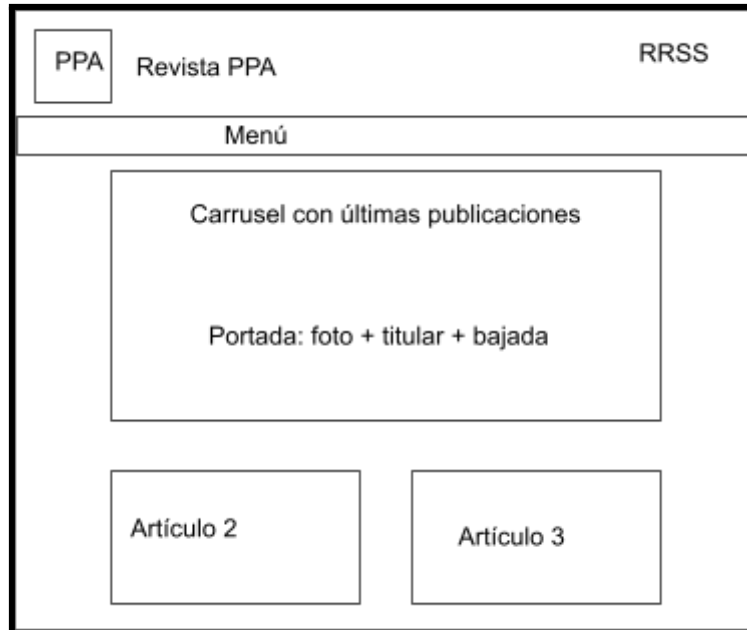 PPA
Revista PPA
RRSS
Menú
Carrusel con últimas publicaciones
Portada: foto + titular + bajada
Artículo 2
Artículo 3